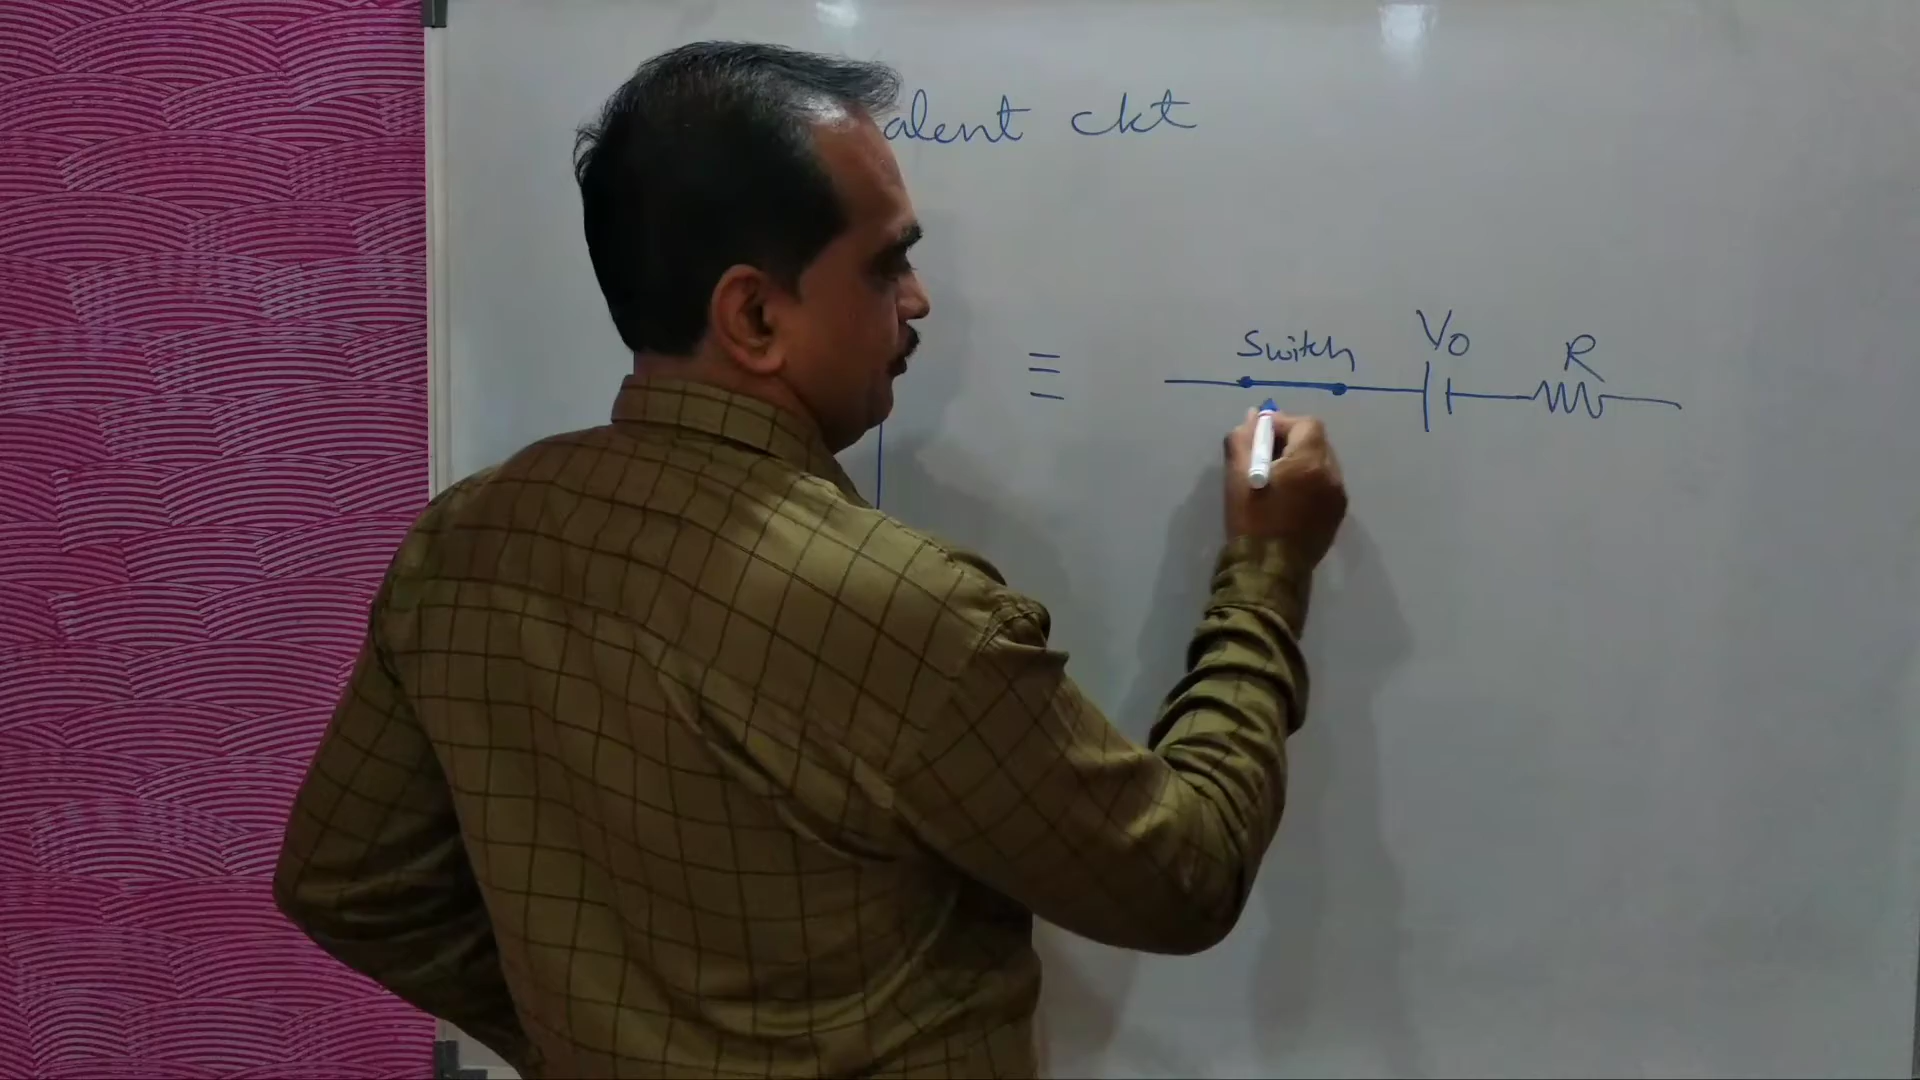 alent ckt
Switch Vo R
=